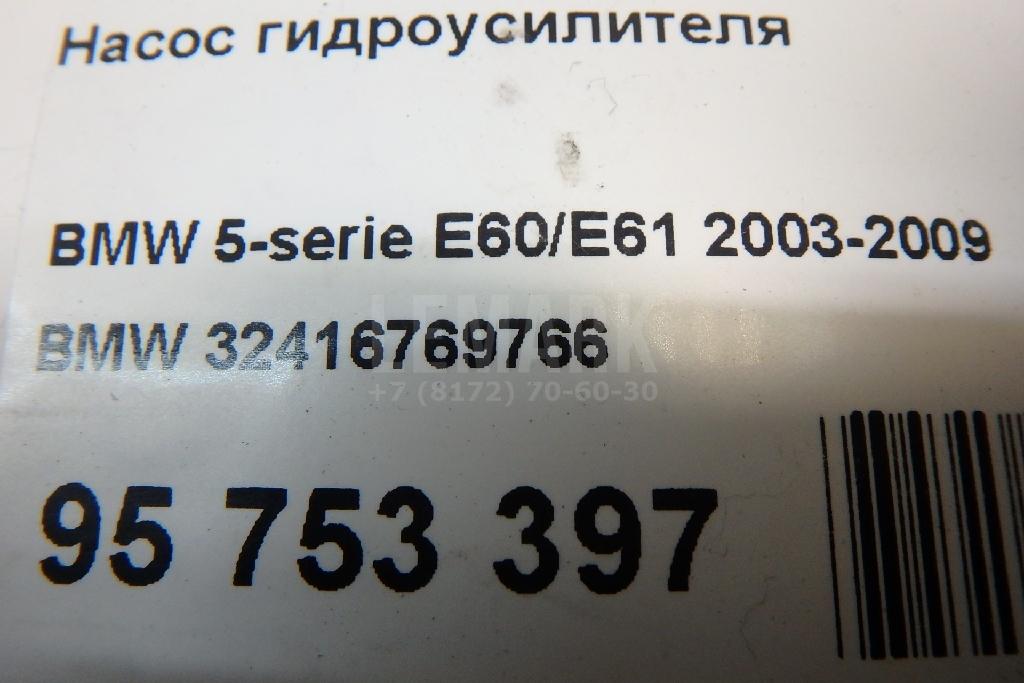 Насос гидроусилителя
BMW 5-serie E60/E61 2003-2009
BMW 32416769766
LEMARK
+7 (8172) 70-60-30
95 753 397